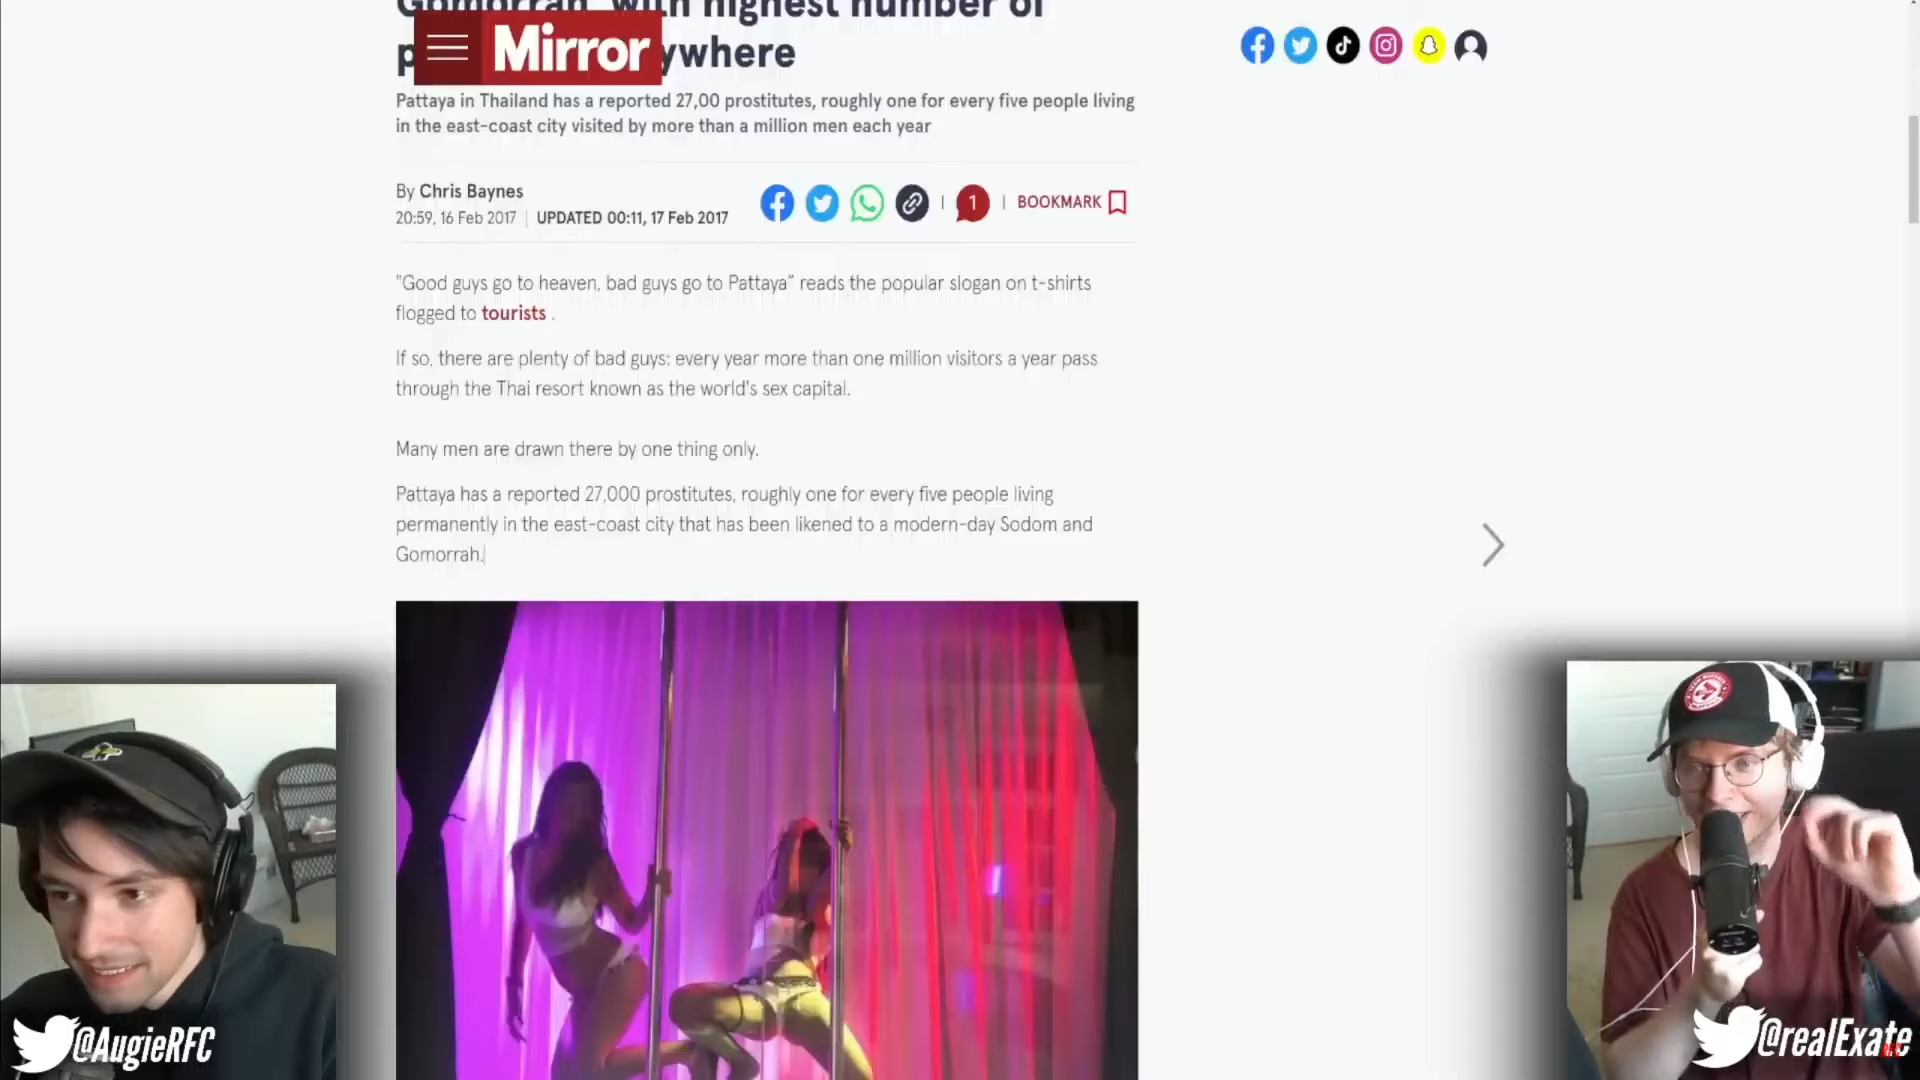 Gomorrah' with highest number of
Mirror
ywhere
Pattaya in Thailand has a reported 27,00 prostitutes, roughly one for every five people living
in the east-coast city visited by more than a million men each year
By Chris Baynes
20:59, 16 Feb 2017 | UPDATED 00:11, 17 Feb 2017
1
BOOKMARK
"Good guys go to heaven, bad guys go to Pattaya" reads the popular slogan on t-shirts
flogged to tourists .
If so, there are plenty of bad guys: every year more than one million visitors a year pass
through the Thai resort known as the world's sex capital.
Many men are drawn there by one thing only.
Pattaya has a reported 27,000 prostitutes, roughly one for every five people living
permanently in the east-coast city that has been likened to a modern-day Sodom and
Gomorrah.
@AugieRFC
@realExate